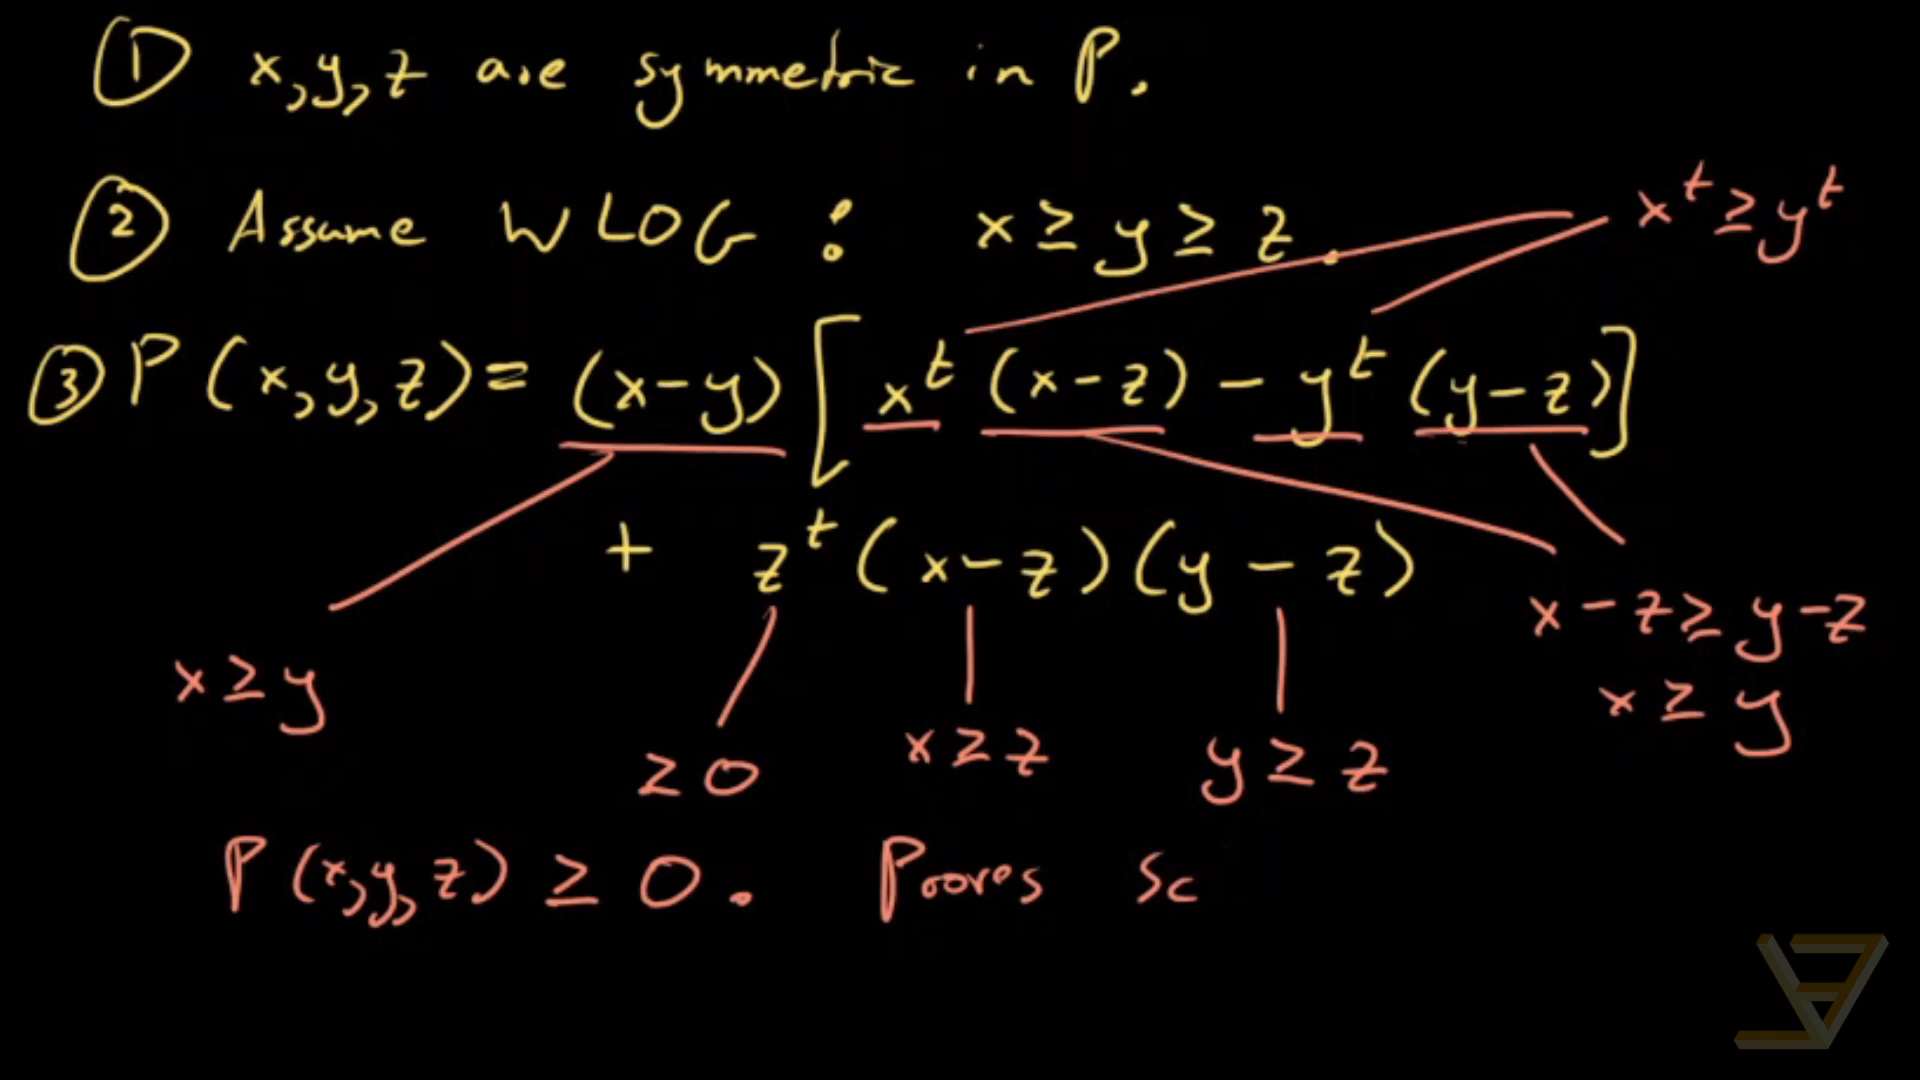 ① x, y, z are symmetric in P.
② Assume WLOG : x ≥ y ≥ z.
x^t ≥ y^t
③ P(x, y, z) = (x-y) [ x^t (x-z) - y^t (y-z) ]
+ z^t (x-z)(y-z)
x-z ≥ y-z
x ≥ y
x ≥ y
≥ 0
x ≥ z
y ≥ z
P(x, y, z) ≥ 0. Proves Sc